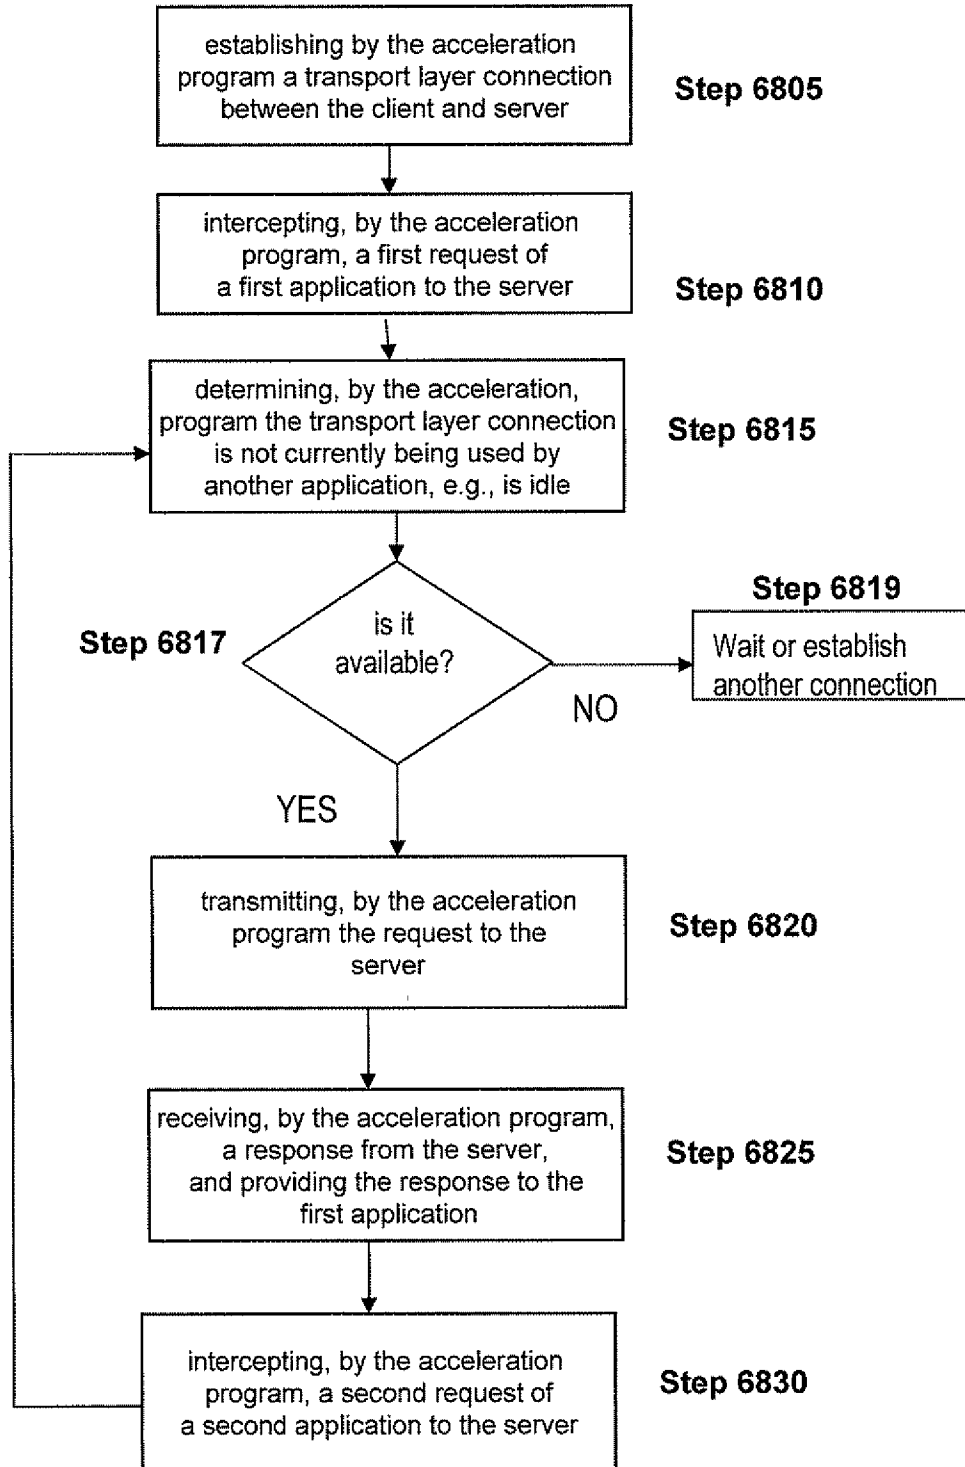 establishing by the acceleration
program a transport layer connection
between the client and server
Step 6805
intercepting, by the acceleration
program, a first request of
a first application to the server
Step 6810
determining, by the acceleration,
program the transport layer connection
is not currently being used by
another application, e.g., is idle
Step 6815
is it
available?
Step 6817
Step 6819
Wait or establish
another connection
NO
YES
transmitting, by the acceleration
program the request to the
server
Step 6820
receiving, by the acceleration program,
a response from the server,
and providing the response to the
first application
Step 6825
intercepting, by the acceleration
program, a second request of
a second application to the server
Step 6830